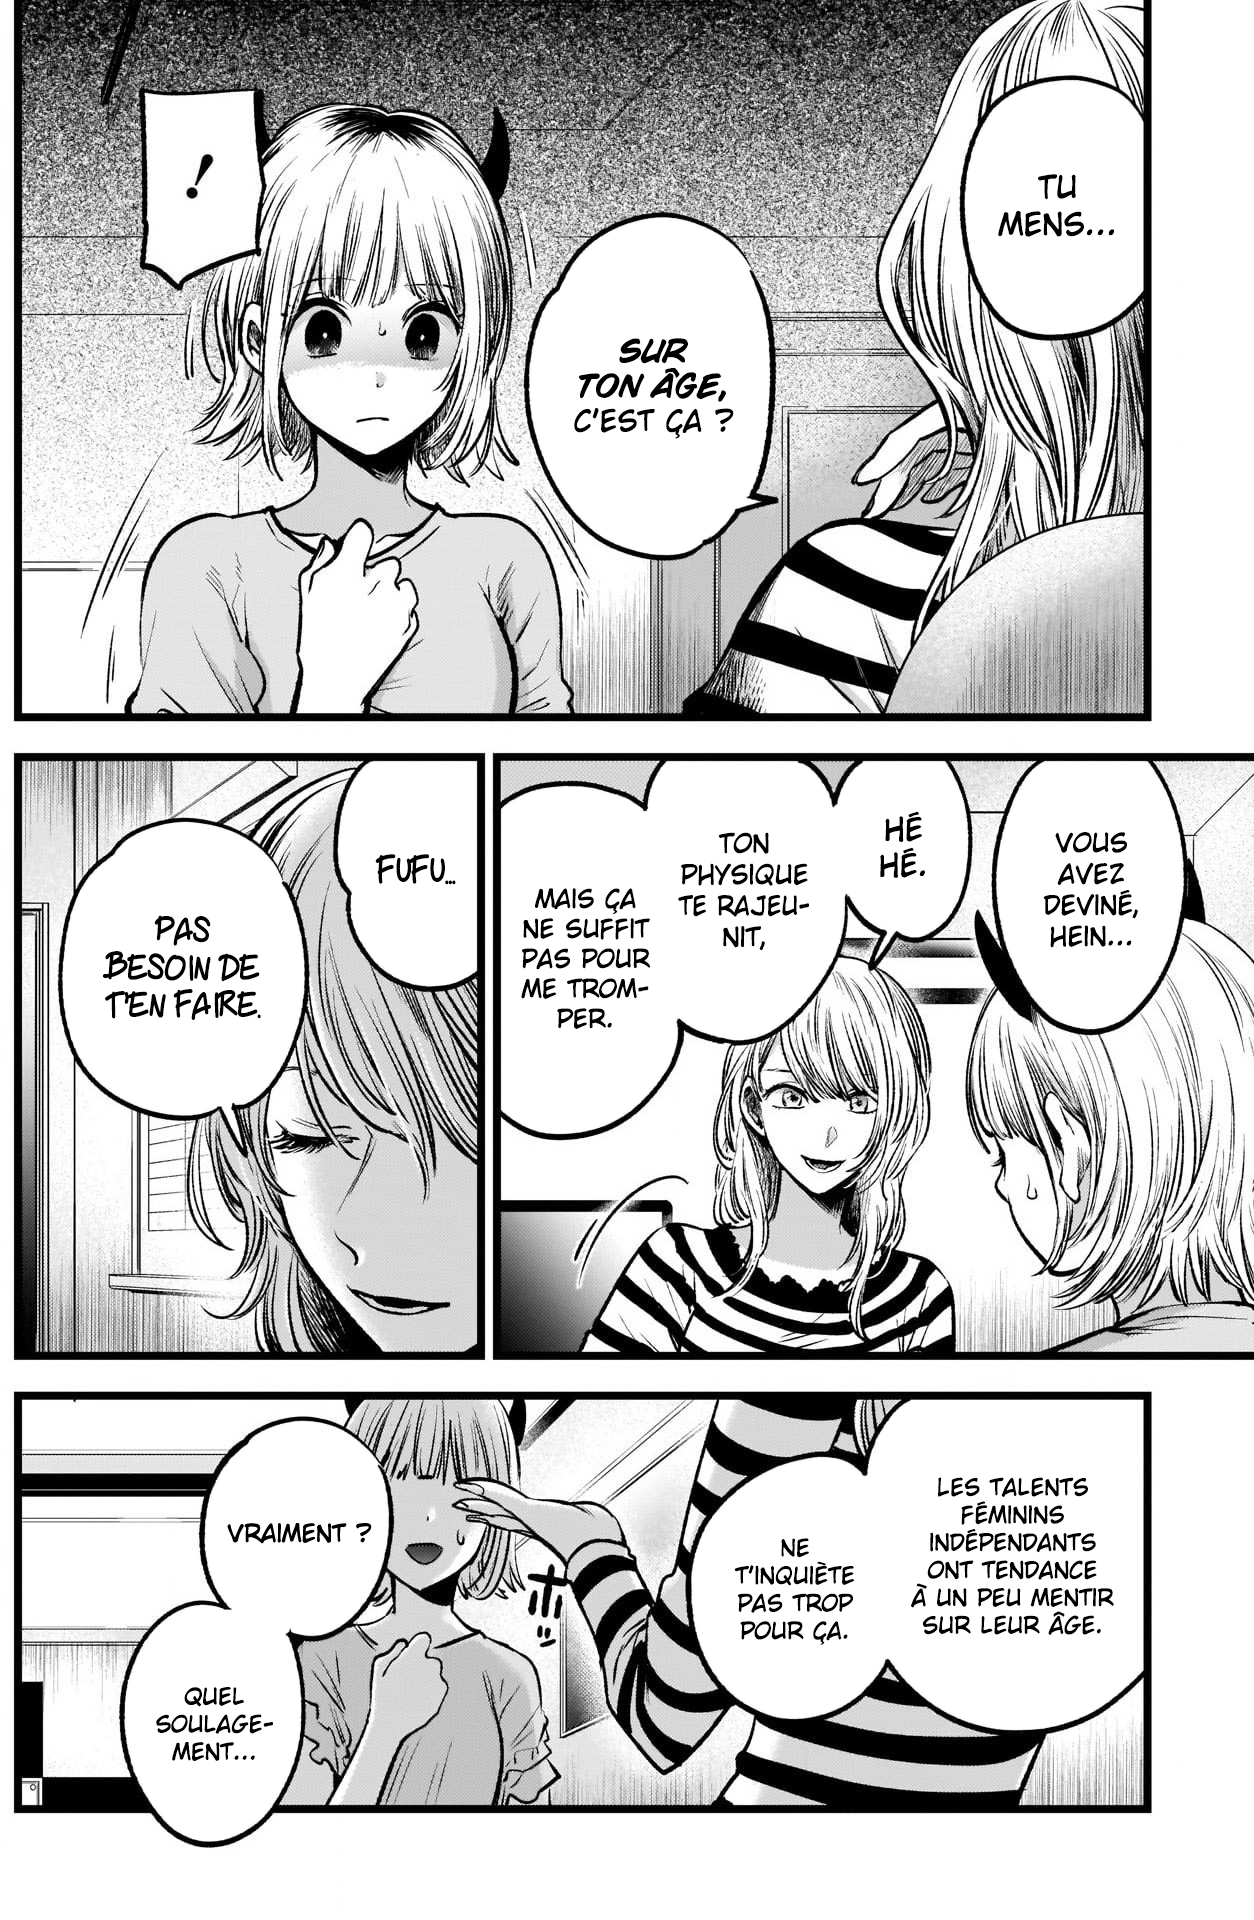 TU
MENS...
SUR
TON ÂGE,
C'EST ÇA ?
!
VOUS
AVEZ
DEVINÉ,
HEIN...
HÉ
HÉ.
TON
PHYSIQUE
TE RAJEU-
NIT,
MAIS ÇA
NE SUFFIT
PAS POUR
ME TROM-
PER.
FUFU...
PAS
BESOIN DE
T'EN FAIRE.
LES TALENTS
FÉMININS
INDÉPENDANTS
ONT TENDANCE
À UN PEU MENTIR
SUR LEUR ÂGE.
NE
T'INQUIÈTE
PAS TROP
POUR ÇA.
ホッ!!
VRAIMENT ?
QUEL
SOULAGE-
MENT...